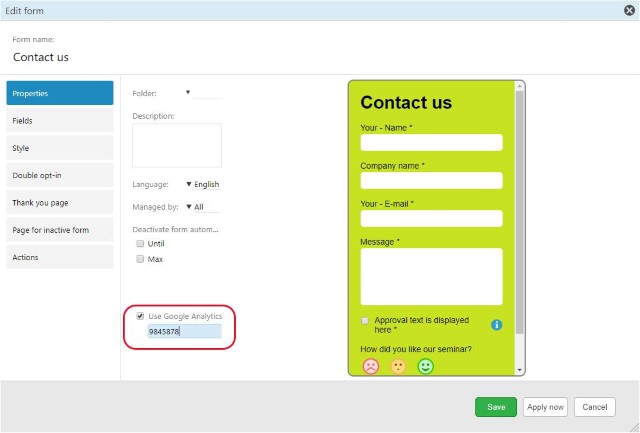 Edit form
Form name:
Contact us
Properties
Fields
Style
Double opt-in
Thank you page
Page for inactive form
Actions
Folder:
Description:
Language: English
Managed by: All
Deactivate form autom...
Until
Max
Use Google Analytics
9845878
Contact us
Your - Name *
Company name *
Your - E-mail *
Message *
Approval text is displayed
here *
How did you like our seminar?
Save
Apply now
Cancel